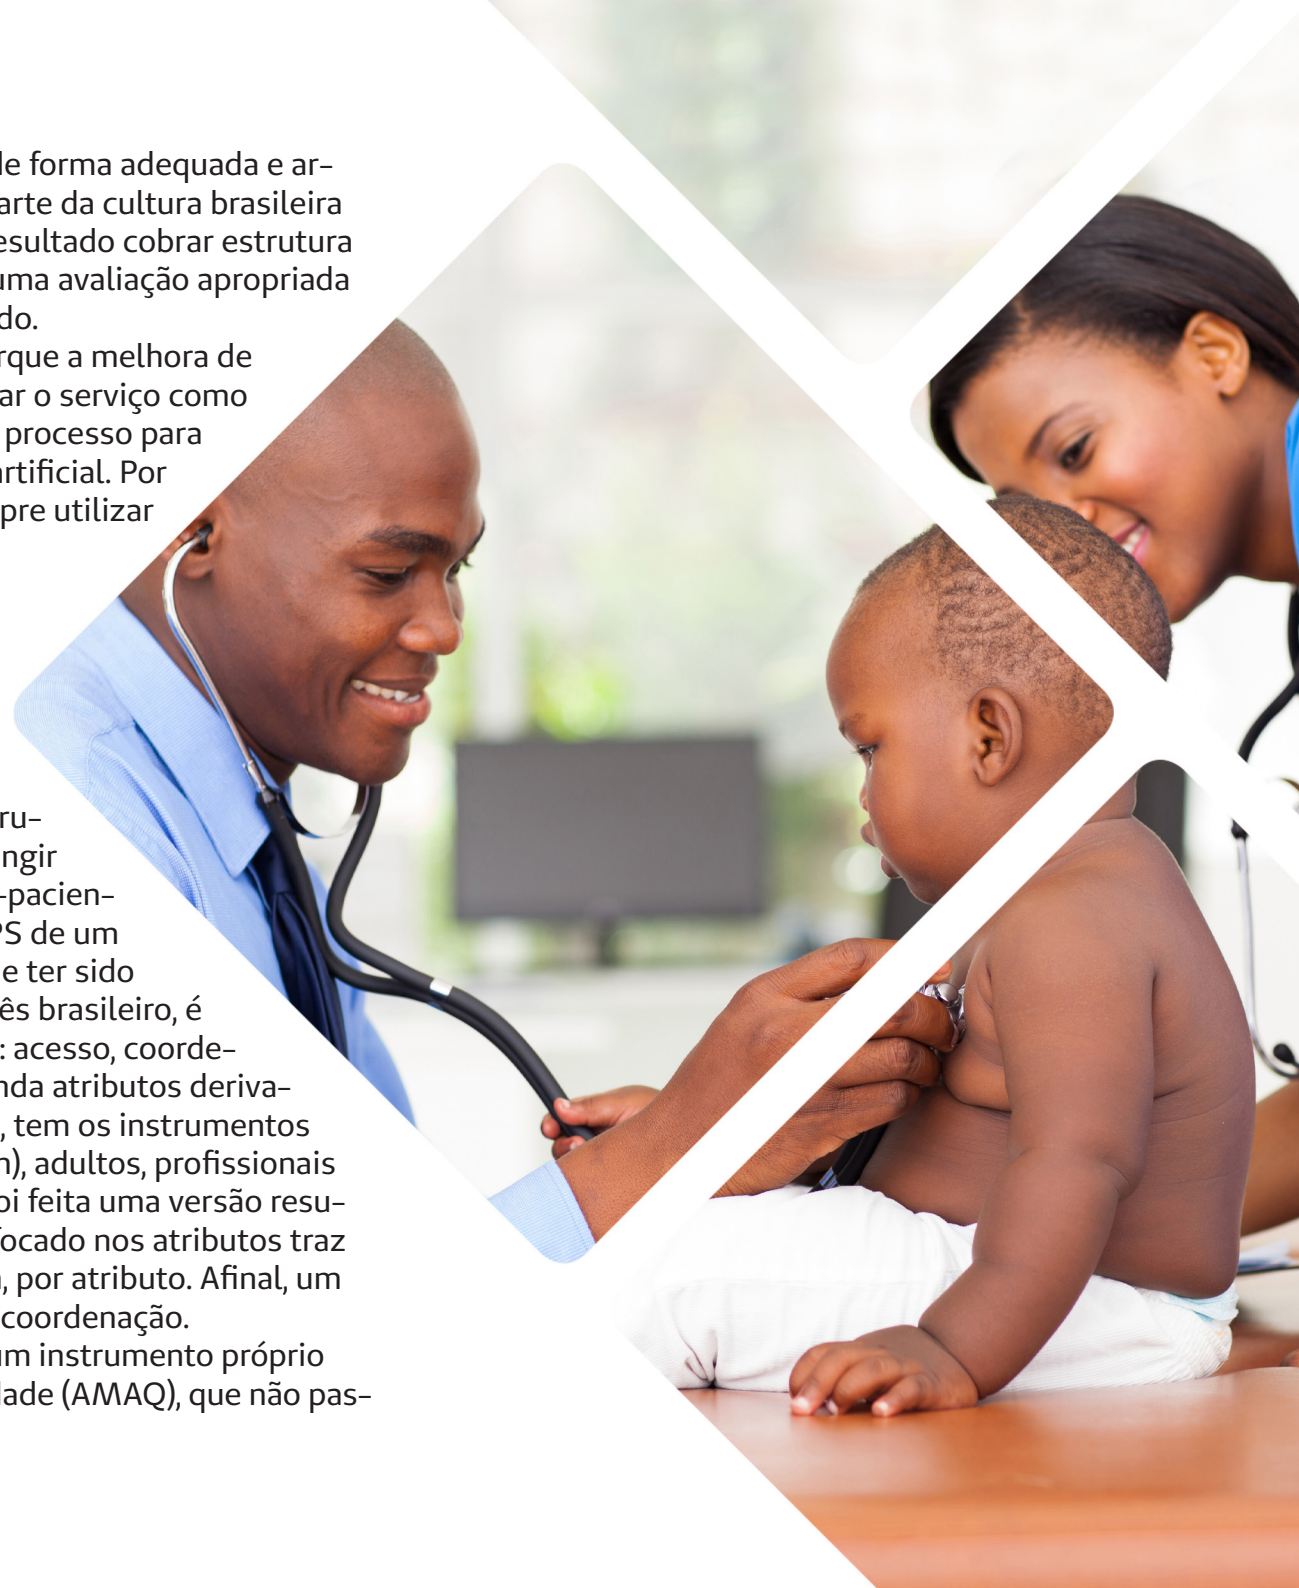 de forma adequada e ar-
arte da cultura brasileira
esultado cobrar estrutura
uma avaliação apropriada
do.
rque a melhora de
ar o serviço como
processo para
artificial. Por
pre utilizar
ru-
ngir
-pacien-
PS de um
e ter sido
ês brasileiro, é
: acesso, coorde-
nda atributos deriva-
, tem os instrumentos
n), adultos, profissionais
oi feita uma versão resu-
focado nos atributos traz
, por atributo. Afinal, um
coordenação.
um instrumento próprio
dade (AMAQ), que não pas-